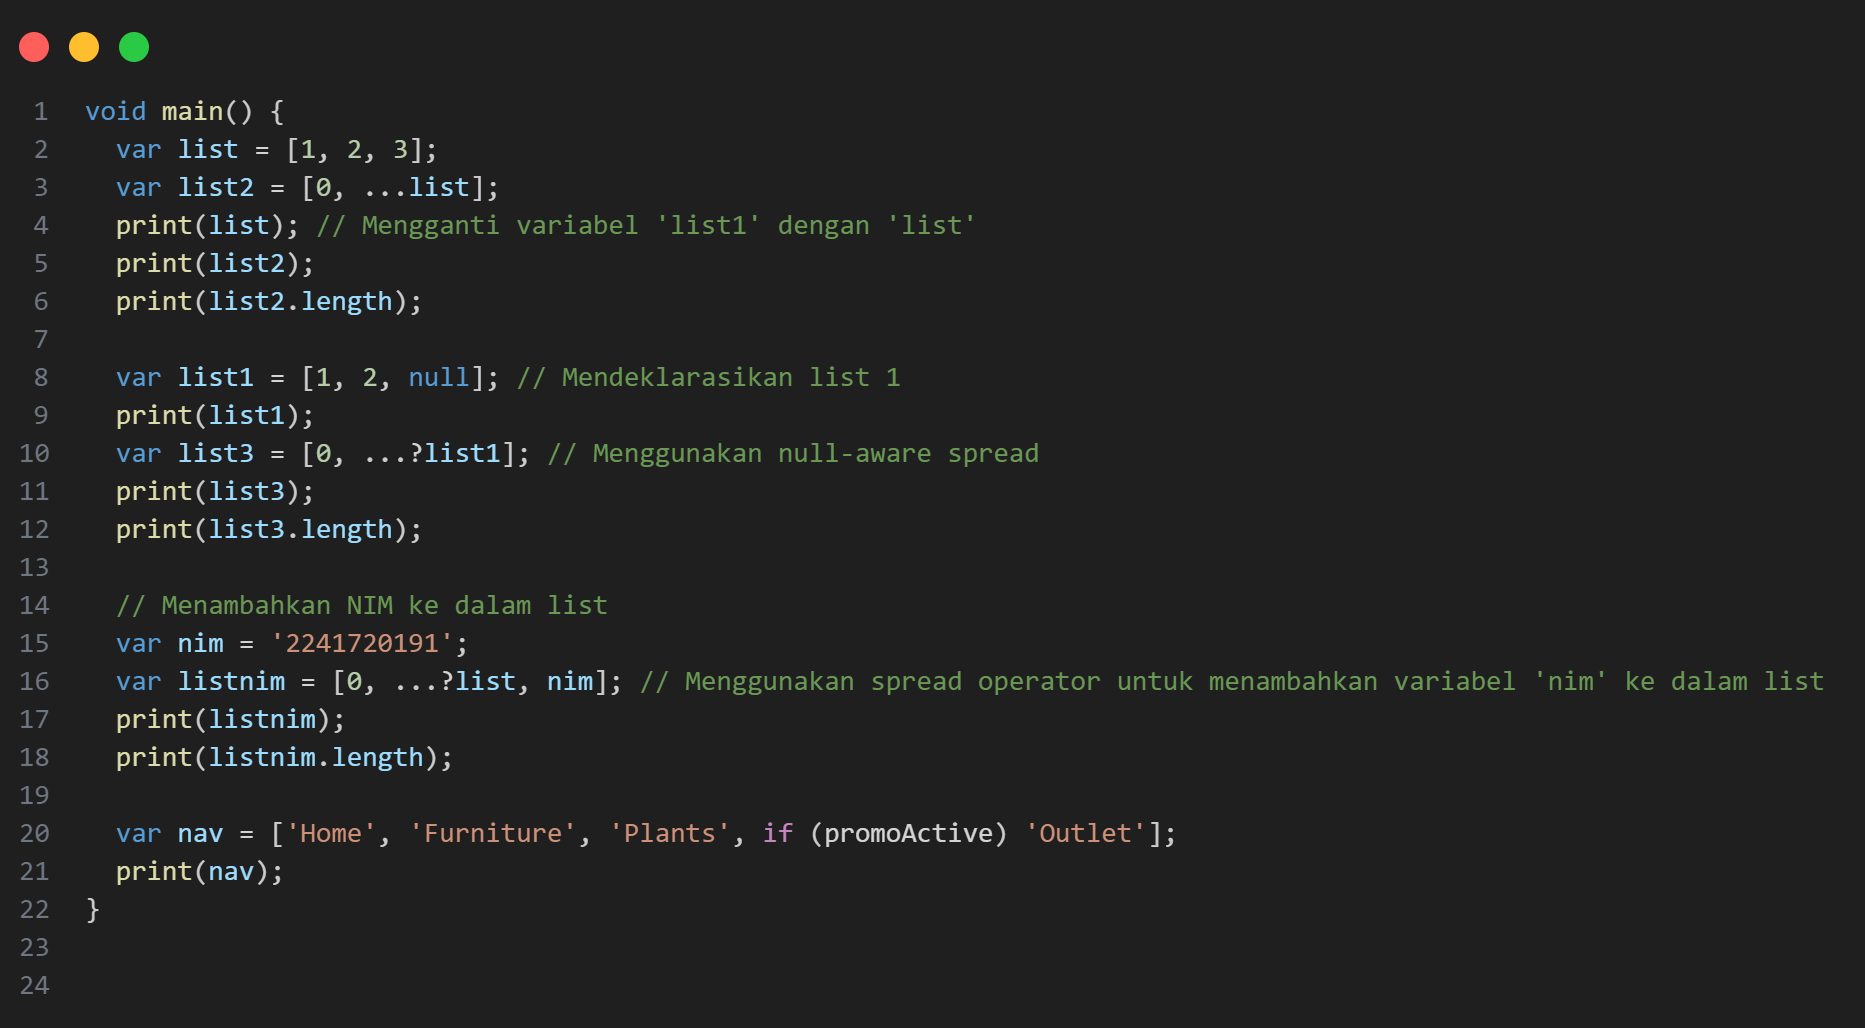 1 void main() {
2   var list = [1, 2, 3];
3   var list2 = [0, ...list];
4   print(list); // Mengganti variabel 'list1' dengan 'list'
5   print(list2);
6   print(list2.length);
7
8   var list1 = [1, 2, null]; // Mendeklarasikan list 1
9   print(list1);
10   var list3 = [0, ...?list1]; // Menggunakan null-aware spread
11   print(list3);
12   print(list3.length);
13
14   // Menambahkan NIM ke dalam list
15   var nim = '2241720191';
16   var listnim = [0, ...?list, nim]; // Menggunakan spread operator untuk menambahkan variabel 'nim' ke dalam list
17   print(listnim);
18   print(listnim.length);
19
20   var nav = ['Home', 'Furniture', 'Plants', if (promoActive) 'Outlet'];
21   print(nav);
22 }
23
24